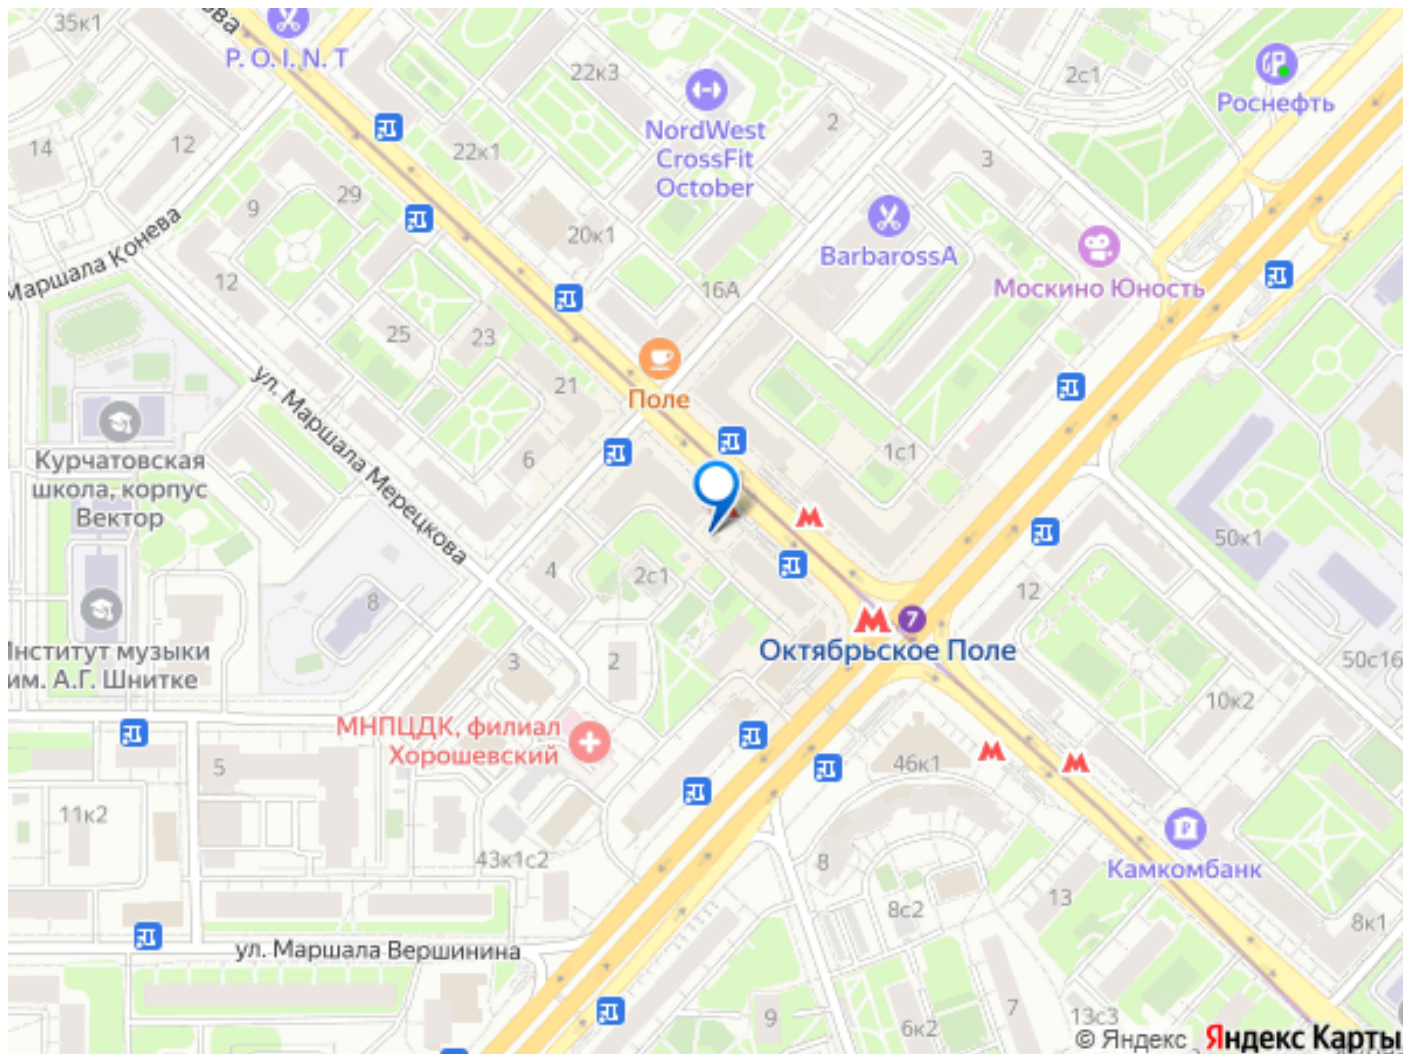 35к1
кова
P. O. I. N. T
22к3
2с1
Роснефть
NordWest
CrossFit
October
2
14
12
22к1
3
29
9
20к1
BarbarossA
Маршала Конева
12
16А
Москино Юность
25
23
ул. Маршала Мерецкова
21
Поле
Курчатовская
школа, корпус
Вектор
6
1с1
М
50к1
4
2с1
8
12
М
7
Октябрьское Поле
Институт музыки
им. А.Г. Шнитке
3
2
50с16
10к2
МНПЦДК, филиал
Хорошевский
5
46к1
М
М
11к2
43к1с2
8
Камкомбанк
13
8с2
8к1
ул. Маршала Вершинина
9
6к2
7
13с3
© Яндекс Яндекс Карты